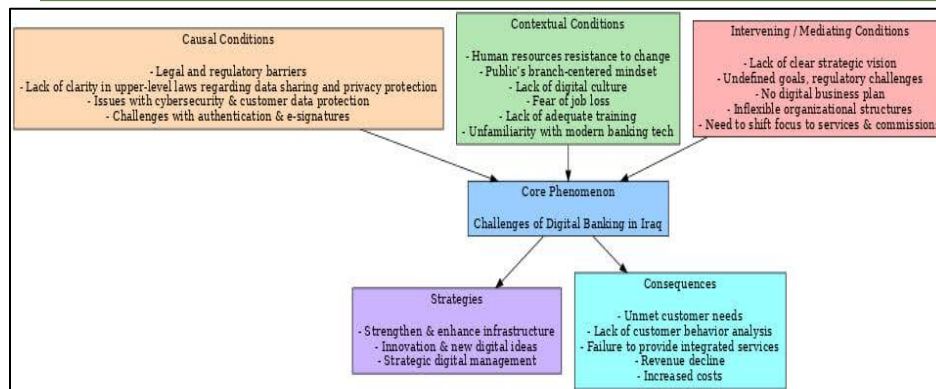 Causal Conditions
- Legal and regulatory barriers
- Lack of clarity in upper-level laws regarding data sharing and privacy protection
- Issues with cybersecurity & customer data protection
- Challenges with authentication & e-signatures
Contextual Conditions
- Human resources resistance to change
- Public's branch-centered mindset
- Lack of digital culture
- Fear of job loss
- Lack of adequate training
- Unfamiliarity with modern banking tech
Intervening / Mediating Conditions
- Lack of clear strategic vision
- Undefined goals, regulatory challenges
- No digital business plan
- Inflexible organizational structures
- Need to shift focus to services & commissions
Core Phenomenon
Challenges of Digital Banking in Iraq
Strategies
- Strengthen & enhance infrastructure
- Innovation & new digital ideas
- Strategic digital management
Consequences
- Unmet customer needs
- Lack of customer behavior analysis
- Failure to provide integrated services
- Revenue decline
- Increased costs